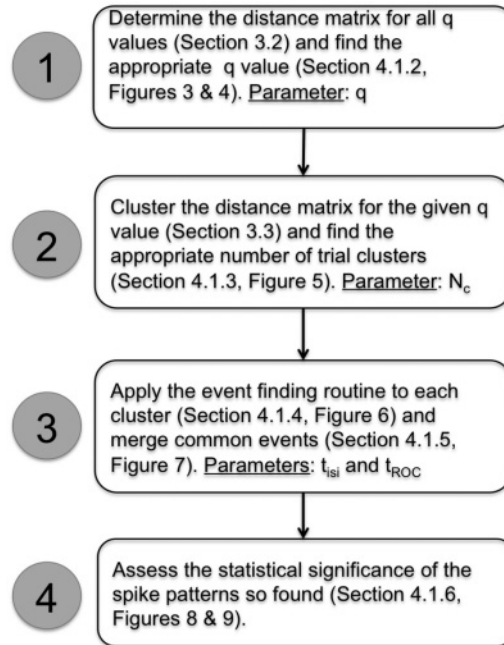 1
Determine the distance matrix for all q
values (Section 3.2) and find the
appropriate q value (Section 4.1.2,
Figures 3 & 4). Parameter: q
2
Cluster the distance matrix for the given q
value (Section 3.3) and find the
appropriate number of trial clusters
(Section 4.1.3, Figure 5). Parameter: Nc
3
Apply the event finding routine to each
cluster (Section 4.1.4, Figure 6) and
merge common events (Section 4.1.5,
Figure 7). Parameters: tisi and tROC
4
Assess the statistical significance of the
spike patterns so found (Section 4.1.6,
Figures 8 & 9).